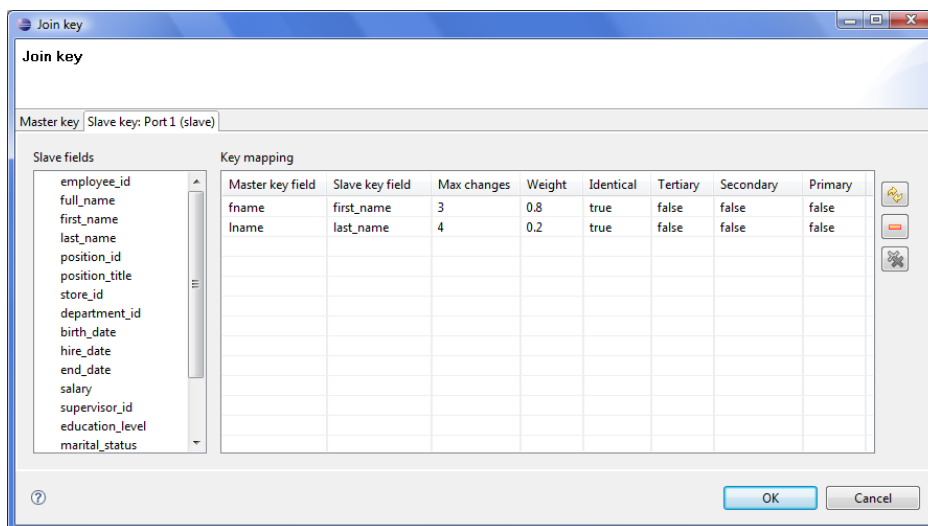 Join key
Join key
Master key Slave key: Port 1 (slave)
Slave fields
employee_id
full_name
first_name
last_name
position_id
position_title
store_id
department_id
birth_date
hire_date
end_date
salary
supervisor_id
education_level
marital_status
Key mapping
Master key field Slave key field Max changes Weight Identical Tertiary Secondary Primary
fname first_name 3 0.8 true false false false
lname last_name 4 0.2 true false false false
OK Cancel